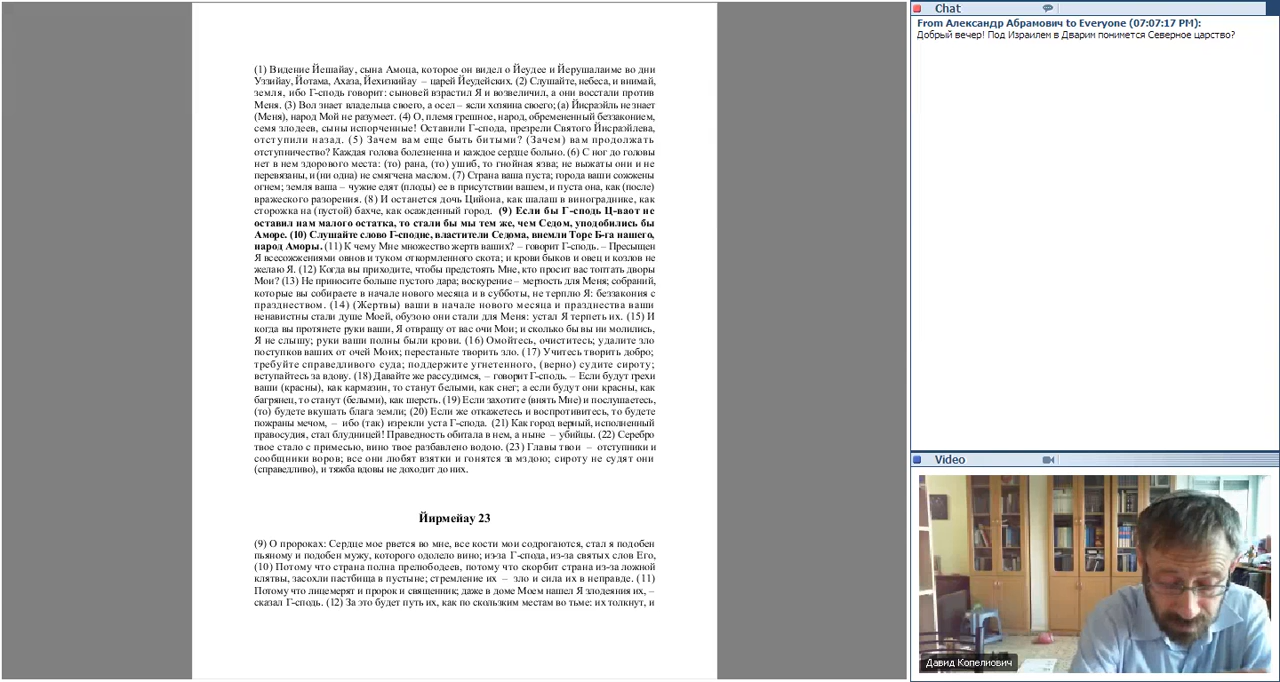 (1) Видение Йешайау, сына Амоца, которое он видел о Йеудее и Йерушалаиме во дни
Уззийау, Йотама, Ахаза, Йехизкийау – царей Йеудейских. (2) Слушайте, небеса, и внимай,
земля, ибо Г-сподь говорит: сыновей взрастил Я и возвеличил, а они восстали против
Меня. (3) Вол знает владельца своего, а осел – ясли хозяина своего; (а) Йисраэйль не знает
(Меня), народ Мой не разумеет. (4) О, племя грешное, народ, обремененный беззаконием,
семя злодеев, сыны испорченные! Оставили Г-спода, презрели Святого Йисраэйлева,
отступили назад. (5) Зачем вам еще быть битыми? (Зачем) вам продолжать
отступничество? Каждая голова болезненна и каждое сердце больно. (6) С ног до головы
нет в нем здорового места: (то) рана, (то) ушиб, то гнойная язва; не выжаты они и не
перевязаны, и (ни одна) не смягчена маслом. (7) Страна ваша пуста; города ваши сожжены
огнем; земля ваша – чужие едят (плоды) ее в присутствии вашем, и пуста она, как (после)
вражеского разорения. (8) И останется дочь Цийона, как шалаш в винограднике, как
сторожка на (пустой) бахче, как осажденный город. (9) Если бы Г-сподь Ц-ваот не
оставил нам малого остатка, то стали бы мы тем же, чем Седом, уподобились бы
Аморе. (10) Слушайте слово Г-сподне, властители Седома, внемли Торе Б-га нашего,
народ Аморы. (11) К чему Мне множество жертв ваших? – говорит Г-сподь. – Пресыщен
Я всесожжениями овнов и туком откормленного скота; и крови быков и овец и козлов не
желаю Я. (12) Когда вы приходите, чтобы предстоять Мне, кто просит вас топтать дворы
Мои? (13) Не приносите больше пустого дара; воскурение – мерзость для Меня; собраний,
которые вы собираете в начале нового месяца и в субботы, не терплю Я: беззакония с
празднеством. (14) (Жертвы) ваши в начале нового месяца и празднества ваши
ненавистны стали душе Моей, обузою они стали для Меня: устал Я терпеть их. (15) И
когда вы протянете руки ваши, Я отвращу от вас очи Мои; и сколько бы вы ни молились,
Я не слышу; руки ваши полны были крови. (16) Омойтесь, очиститесь; удалите зло
поступков ваших от очей Моих; перестаньте творить зло. (17) Учитесь творить добро;
требуйте справедливого суда; поддержите угнетенного, (верно) судите сироту;
вступайтесь за вдову. (18) Давайте же рассудимся, – говорит Г-сподь. – Если будут грехи
ваши (красны), как кармазин, то станут белыми, как снег; а если будут они красны, как
багрянец, то станут (белыми), как шерсть. (19) Если захотите (внять Мне) и послушаетесь,
(то) будете вкушать блага земли; (20) Если же откажетесь и воспротивитесь, то будете
пожраны мечом, – ибо (так) изрекли уста Г-спода. (21) Как город верный, исполненный
правосудия, стал блудницей! Праведность обитала в нем, а ныне – убийцы. (22) Серебро
твое стало с примесью, вино твое разбавлено водою. (23) Главы твои – отступники и
сообщники воров; все они любят взятки и гонятся за мздою; сироту не судят они
(справедливо), и тяжба вдовы не доходит до них.
Йирмейау 23
(9) О пророках: Сердце мое рвется во мне, все кости мои содрогаются, стал я подобен
пьяному и подобен мужу, которого одолело вино; из-за Г-спода, из-за святых слов Его,
(10) Потому что страна полна прелюбодеев, потому что скорбит страна из-за ложной
клятвы, засохли пастбища в пустыне; стремление их – зло и сила их в неправде. (11)
Потому что лицемерят и пророк и священник; даже в доме Моем нашел Я злодеяния их, –
сказал Г-сподь. (12) За это будет путь их, как по скользким местам во тьме: их толкнут, и
Chat
From Александр Абрамович to Everyone (07:07:17 PM):
Добрый вечер! Под Израилем в Дварим понимется Северное царство?
Video
Давид Копелиович